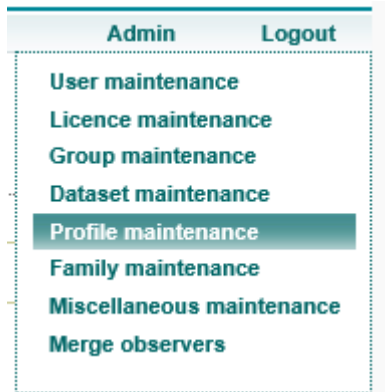 Admin Logout
User maintenance
Licence maintenance
Group maintenance
Dataset maintenance
Profile maintenance
Family maintenance
Miscellaneous maintenance
Merge observers